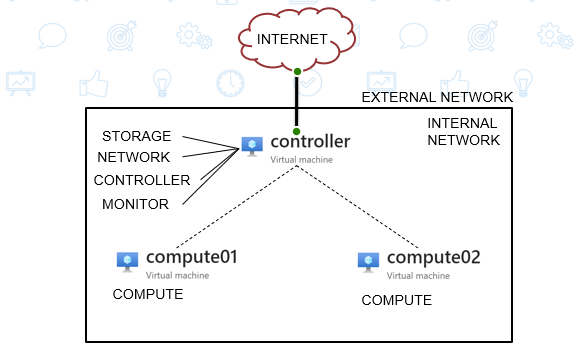 INTERNET
EXTERNAL NETWORK
INTERNAL
NETWORK
STORAGE
NETWORK
CONTROLLER
MONITOR
controller
Virtual machine
compute01
Virtual machine
COMPUTE
compute02
Virtual machine
COMPUTE